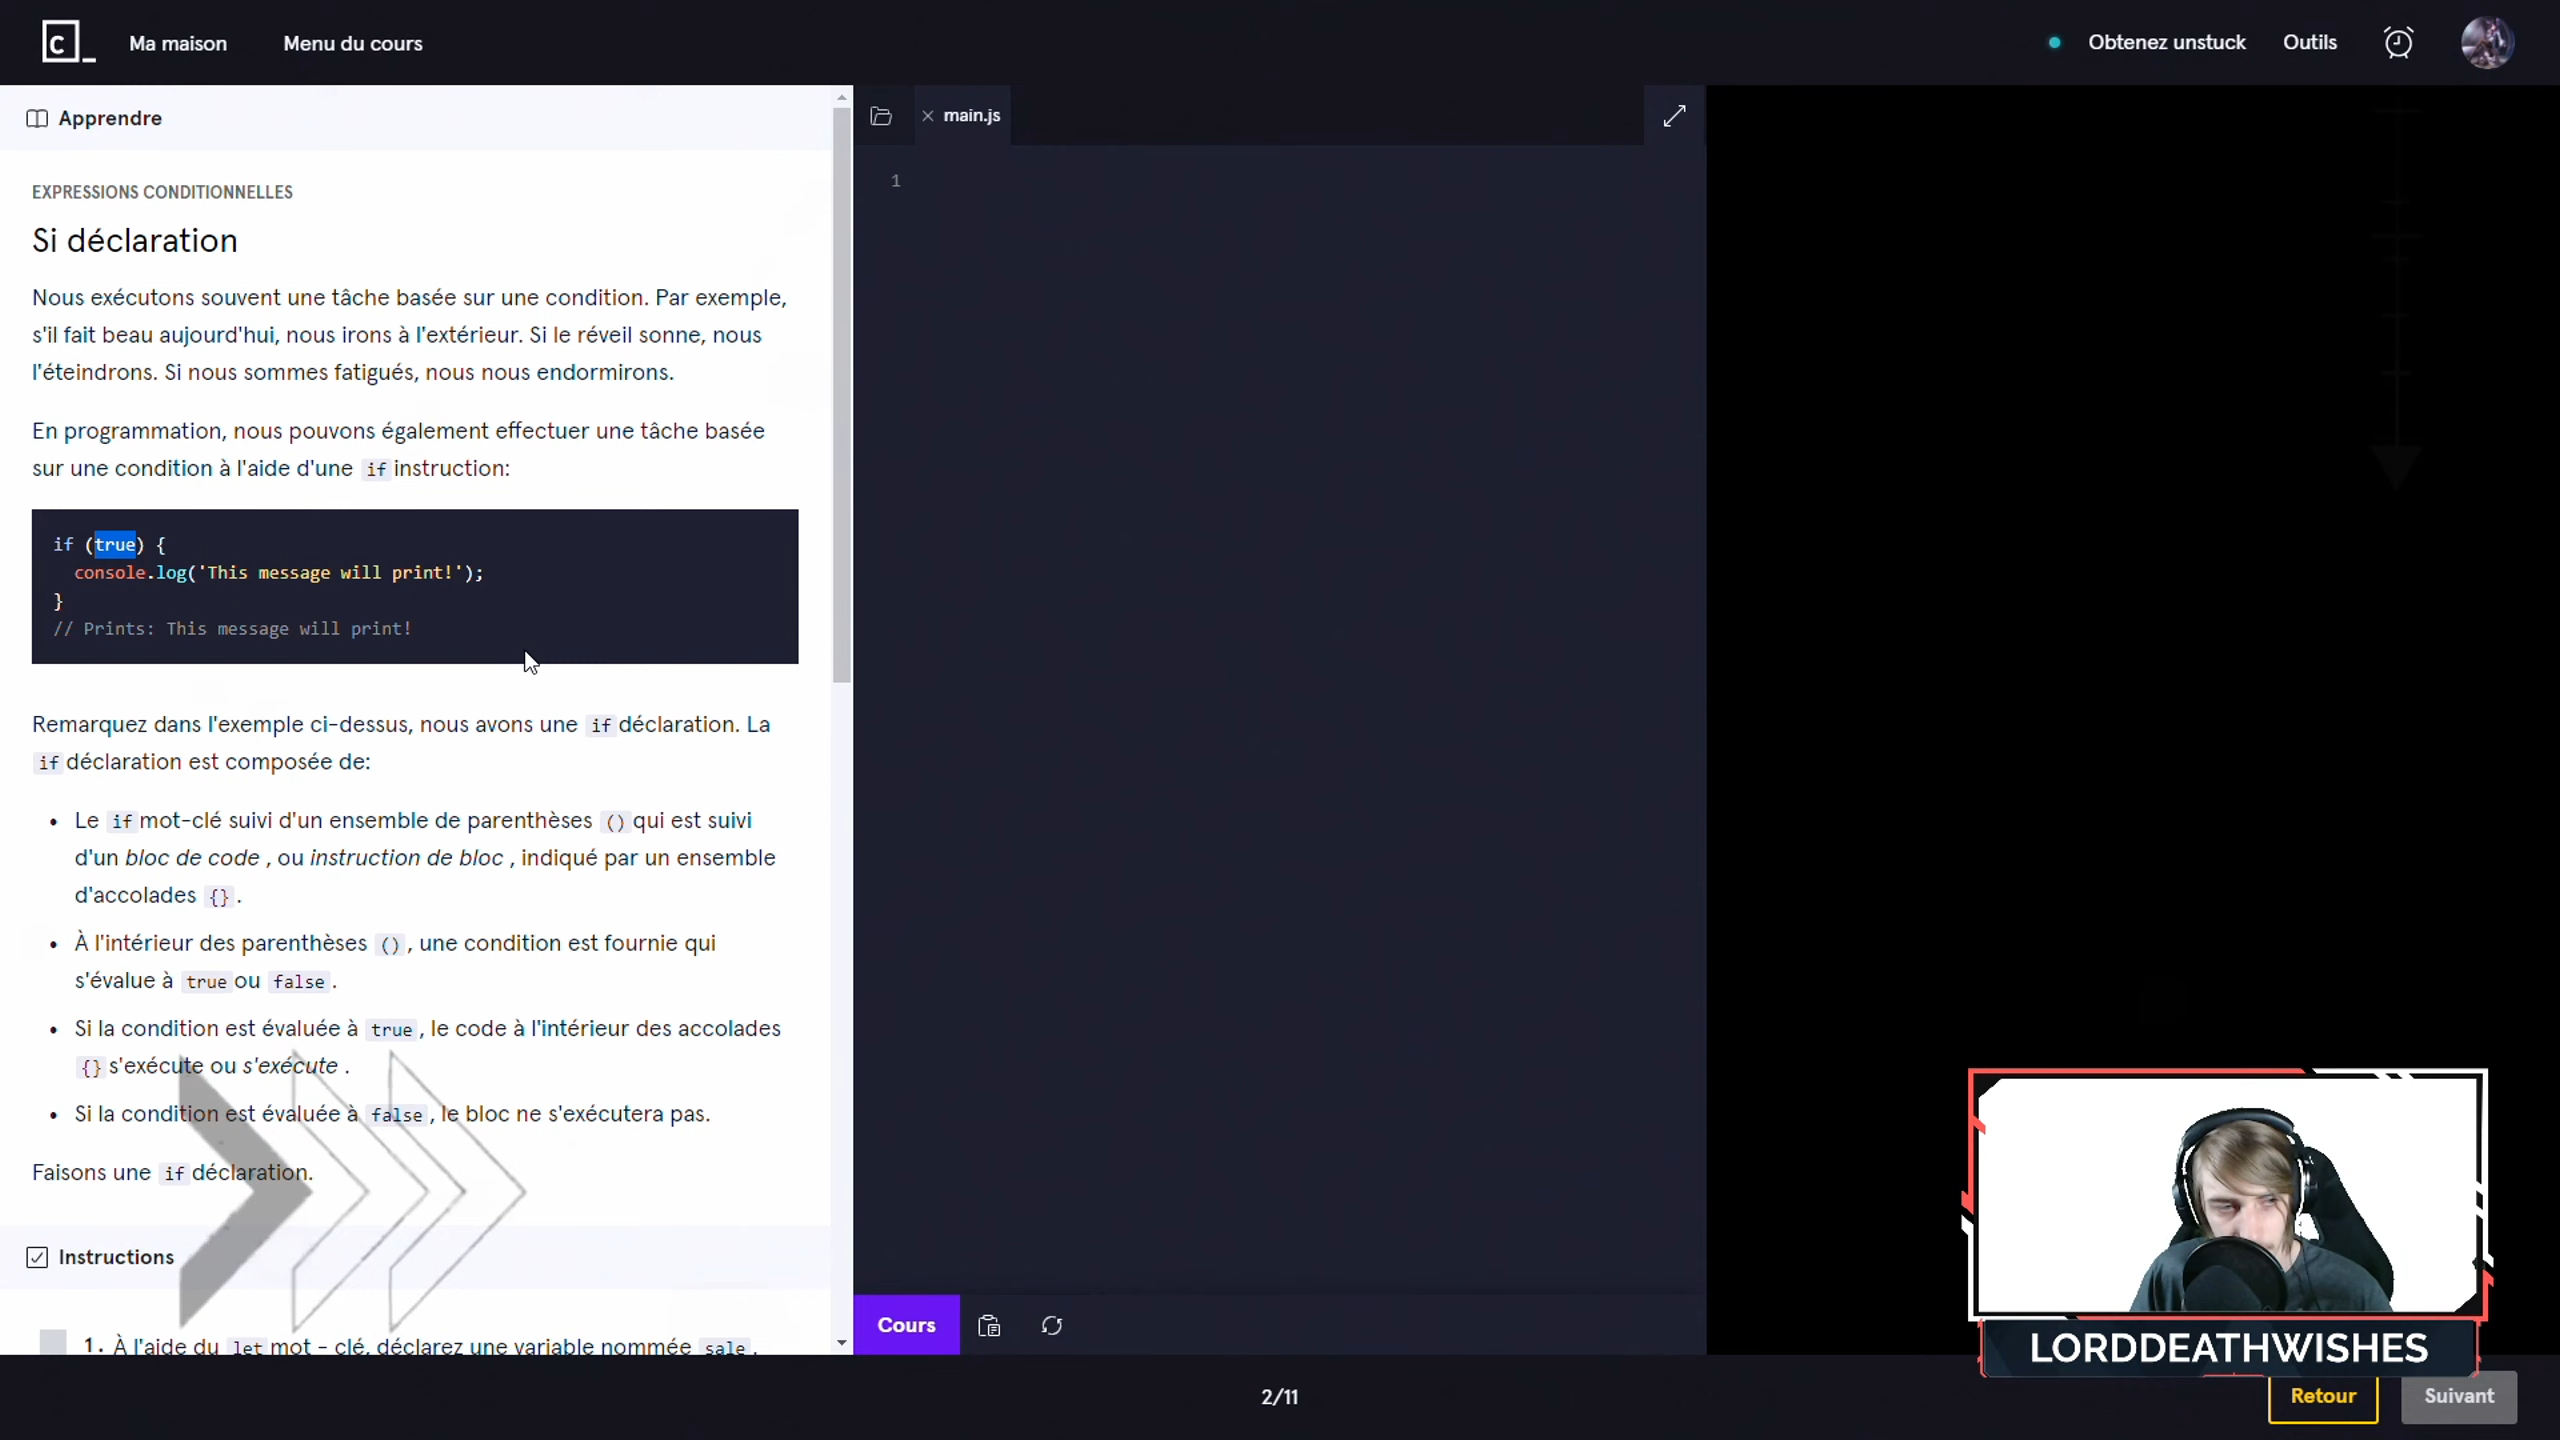 C_ Ma maison Menu du cours Obtenez unstuck Outils
Apprendre
main.js
EXPRESSIONS CONDITIONNELLES
1
Si déclaration
Nous exécutons souvent une tâche basée sur une condition. Par exemple,
s'il fait beau aujourd'hui, nous irons à l'extérieur. Si le réveil sonne, nous
l'éteindrons. Si nous sommes fatigués, nous nous endormirons.
En programmation, nous pouvons également effectuer une tâche basée
sur une condition à l'aide d'une if instruction:
if (true) {
console.log('This message will print!');
}
// Prints: This message will print!
Remarquez dans l'exemple ci-dessus, nous avons une if déclaration. La
if déclaration est composée de:
• Le if mot-clé suivi d'un ensemble de parenthèses () qui est suivi
d'un bloc de code , ou instruction de bloc , indiqué par un ensemble
d'accolades {} .
• À l'intérieur des parenthèses () , une condition est fournie qui
s'évalue à true ou false .
• Si la condition est évaluée à true , le code à l'intérieur des accolades
{} s'exécute ou s'exécute .
• Si la condition est évaluée à false , le bloc ne s'exécutera pas.
Faisons une if déclaration.
Instructions
1. À l'aide du let mot - clé, déclarez une variable nommée sale .
Cours
LORDDEATHWISHES
2/11
Retour
Suivant